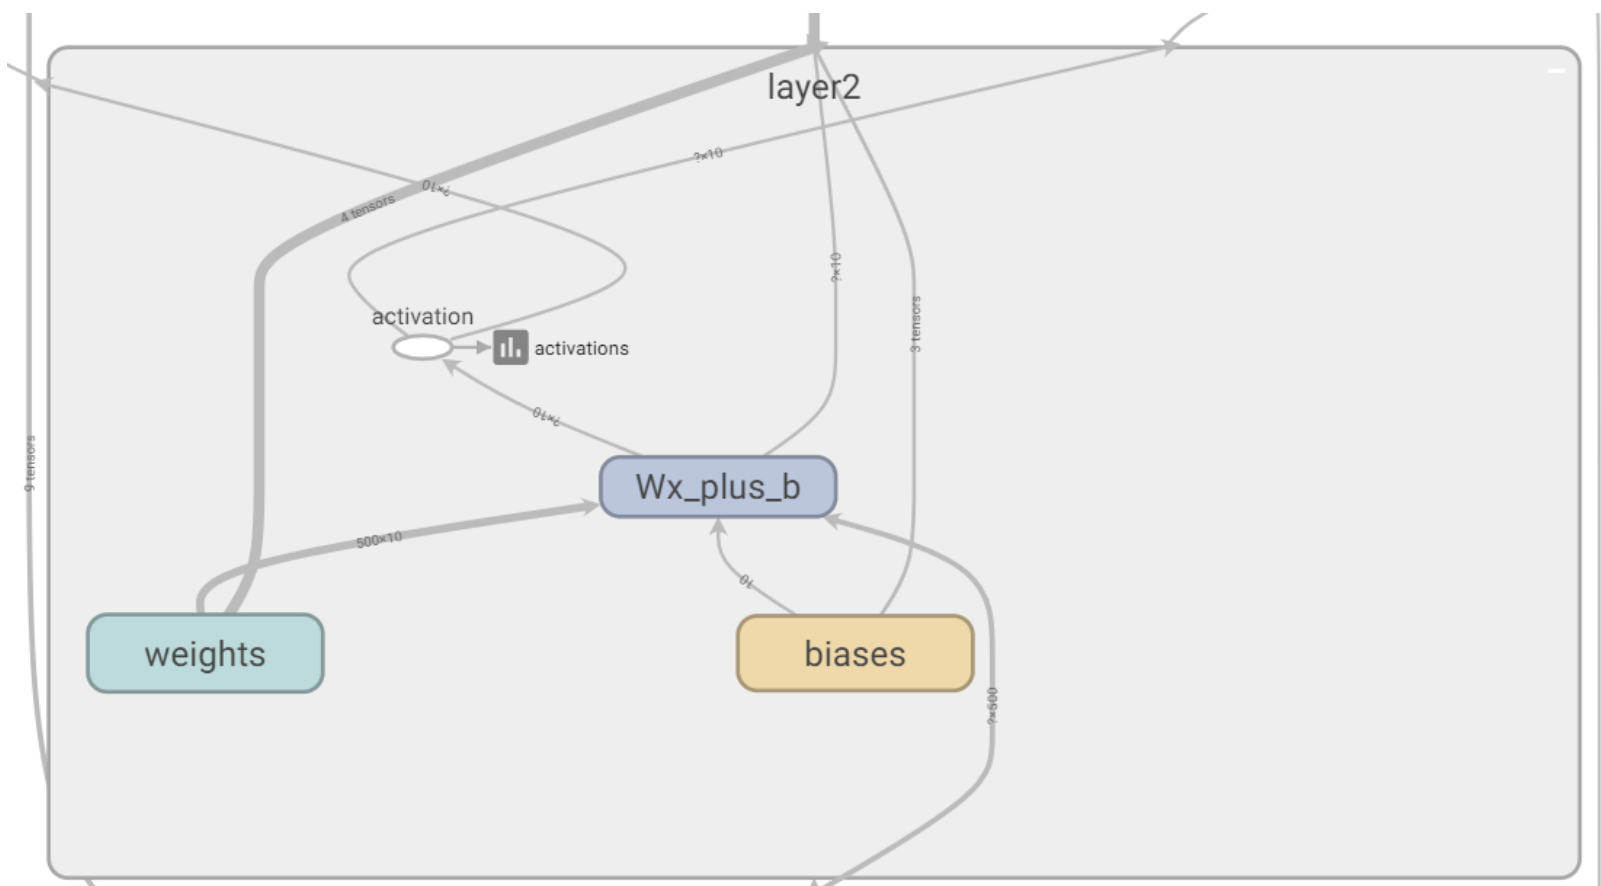 layer2
?×10
?×10
4 tensors
?×10
3 tensors
activation
activations
?×10
9 tensors
Wx_plus_b
500×10
10
weights
biases
?×500